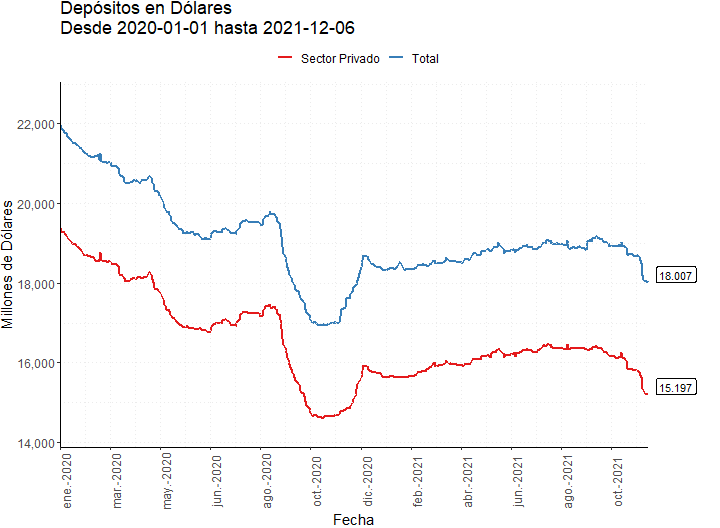 Depósitos en Dólares
Desde 2020-01-01 hasta 2021-12-06
Sector Privado Total
Millones de Dólares
22,000
20,000
18,000
16,000
14,000
18.007
15.197
ene.-2020 mar.-2020 may.-2020 jun.-2020 ago.-2020 oct.-2020 dic.-2020 feb.-2021 abr.-2021 jun.-2021 ago.-2021 oct.-2021
Fecha